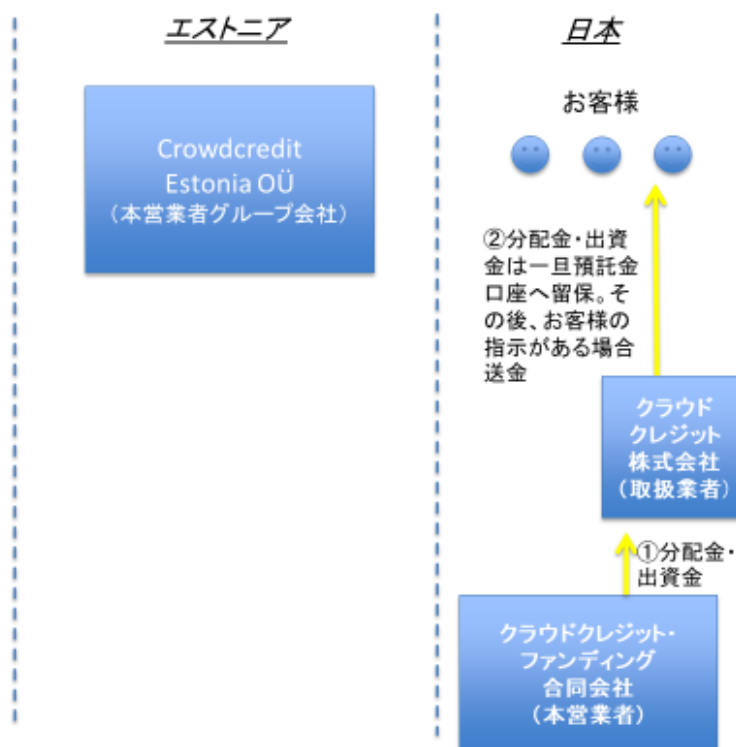 エストニア
Crowdcredit
Estonia OÜ
（本営業者グループ会社）
日本
お客様
②分配金・出資
金は一旦預託金
口座へ留保。そ
の後、お客様の
指示がある場合
送金
クラウド
クレジット
株式会社
（取扱業者）
①分配金・
出資金
クラウドクレジット・
ファンディング
合同会社
（本営業者）